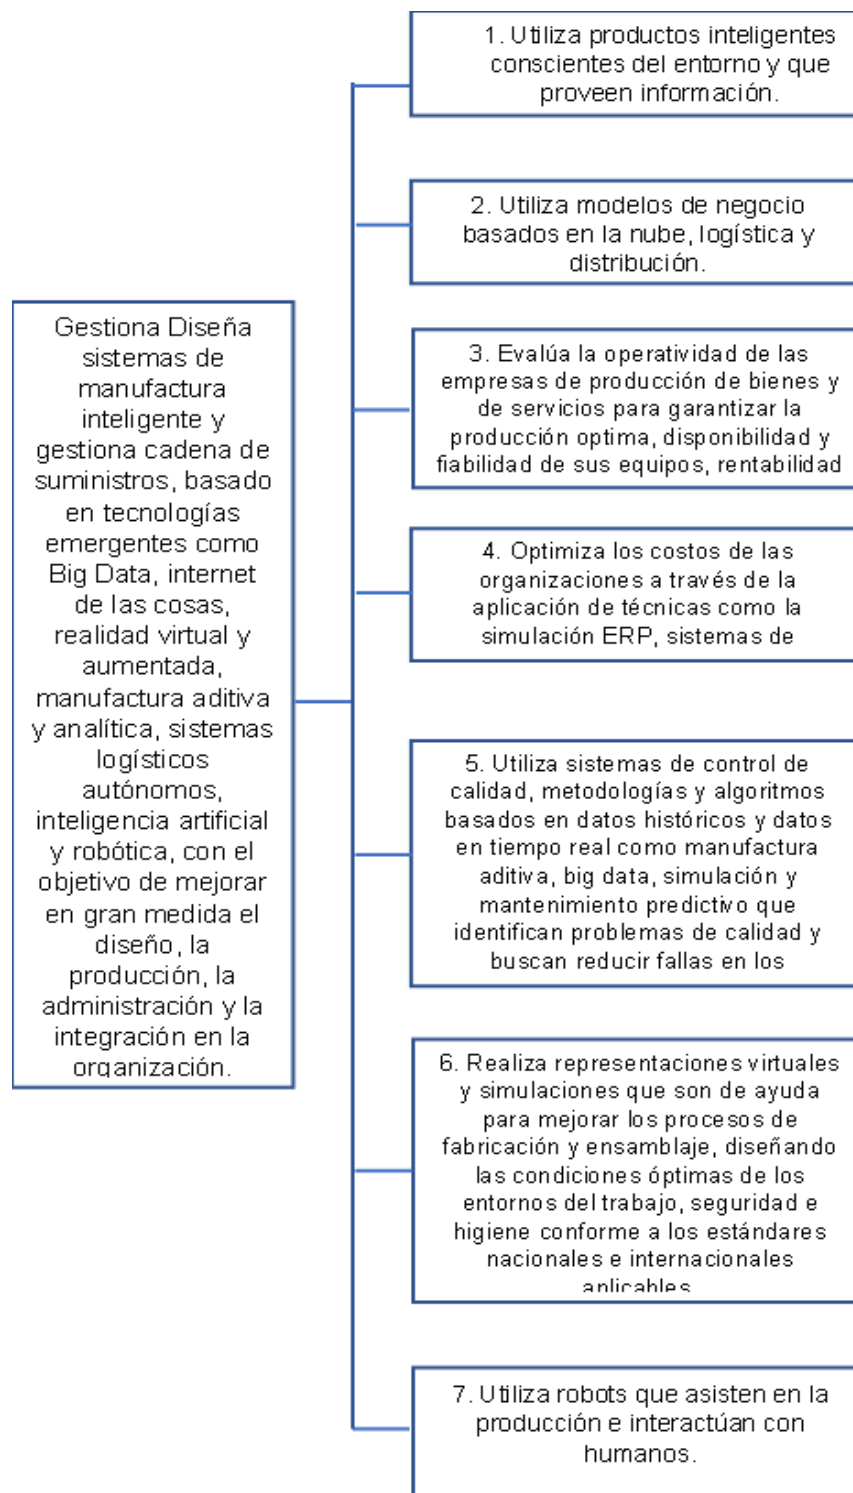 1. Utiliza productos inteligentes
conscientes del entorno y que
proveen información.
2. Utiliza modelos de negocio
basados en la nube, logística y
distribución.
Gestiona Diseña
sistemas de
manufactura
inteligente y
gestiona cadena de
suministros, basado
en tecnologías
emergentes como
Big Data, internet
de las cosas,
realidad virtual y
aumentada,
manufactura aditiva
y analítica, sistemas
logísticos
autónomos,
inteligencia artificial
y robótica, con el
objetivo de mejorar
en gran medida el
diseño, la
producción, la
administración y la
integración en la
organización.
3. Evalúa la operatividad de las
empresas de producción de bienes y
de servicios para garantizar la
producción optima, disponibilidad y
fiabilidad de sus equipos, rentabilidad
4. Optimiza los costos de las
organizaciones a través de la
aplicación de técnicas como la
simulación ERP, sistemas de
5. Utiliza sistemas de control de
calidad, metodologías y algoritmos
basados en datos históricos y datos
en tiempo real como manufactura
aditiva, big data, simulación y
mantenimiento predictivo que
identifican problemas de calidad y
buscan reducir fallas en los
6. Realiza representaciones virtuales
y simulaciones que son de ayuda
para mejorar los procesos de
fabricación y ensamblaje, diseñando
las condiciones óptimas de los
entornos del trabajo, seguridad e
higiene conforme a los estándares
nacionales e internacionales
aplicables
7. Utiliza robots que asisten en la
producción e interactúan con
humanos.